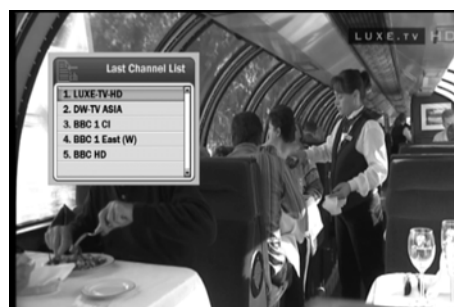 LUXE.TV HD
Last Channel List
1. LUXE-TV-HD
2. DW-TV ASIA
3. BBC 1 CI
4. BBC 1 East (W)
5. BBC HD